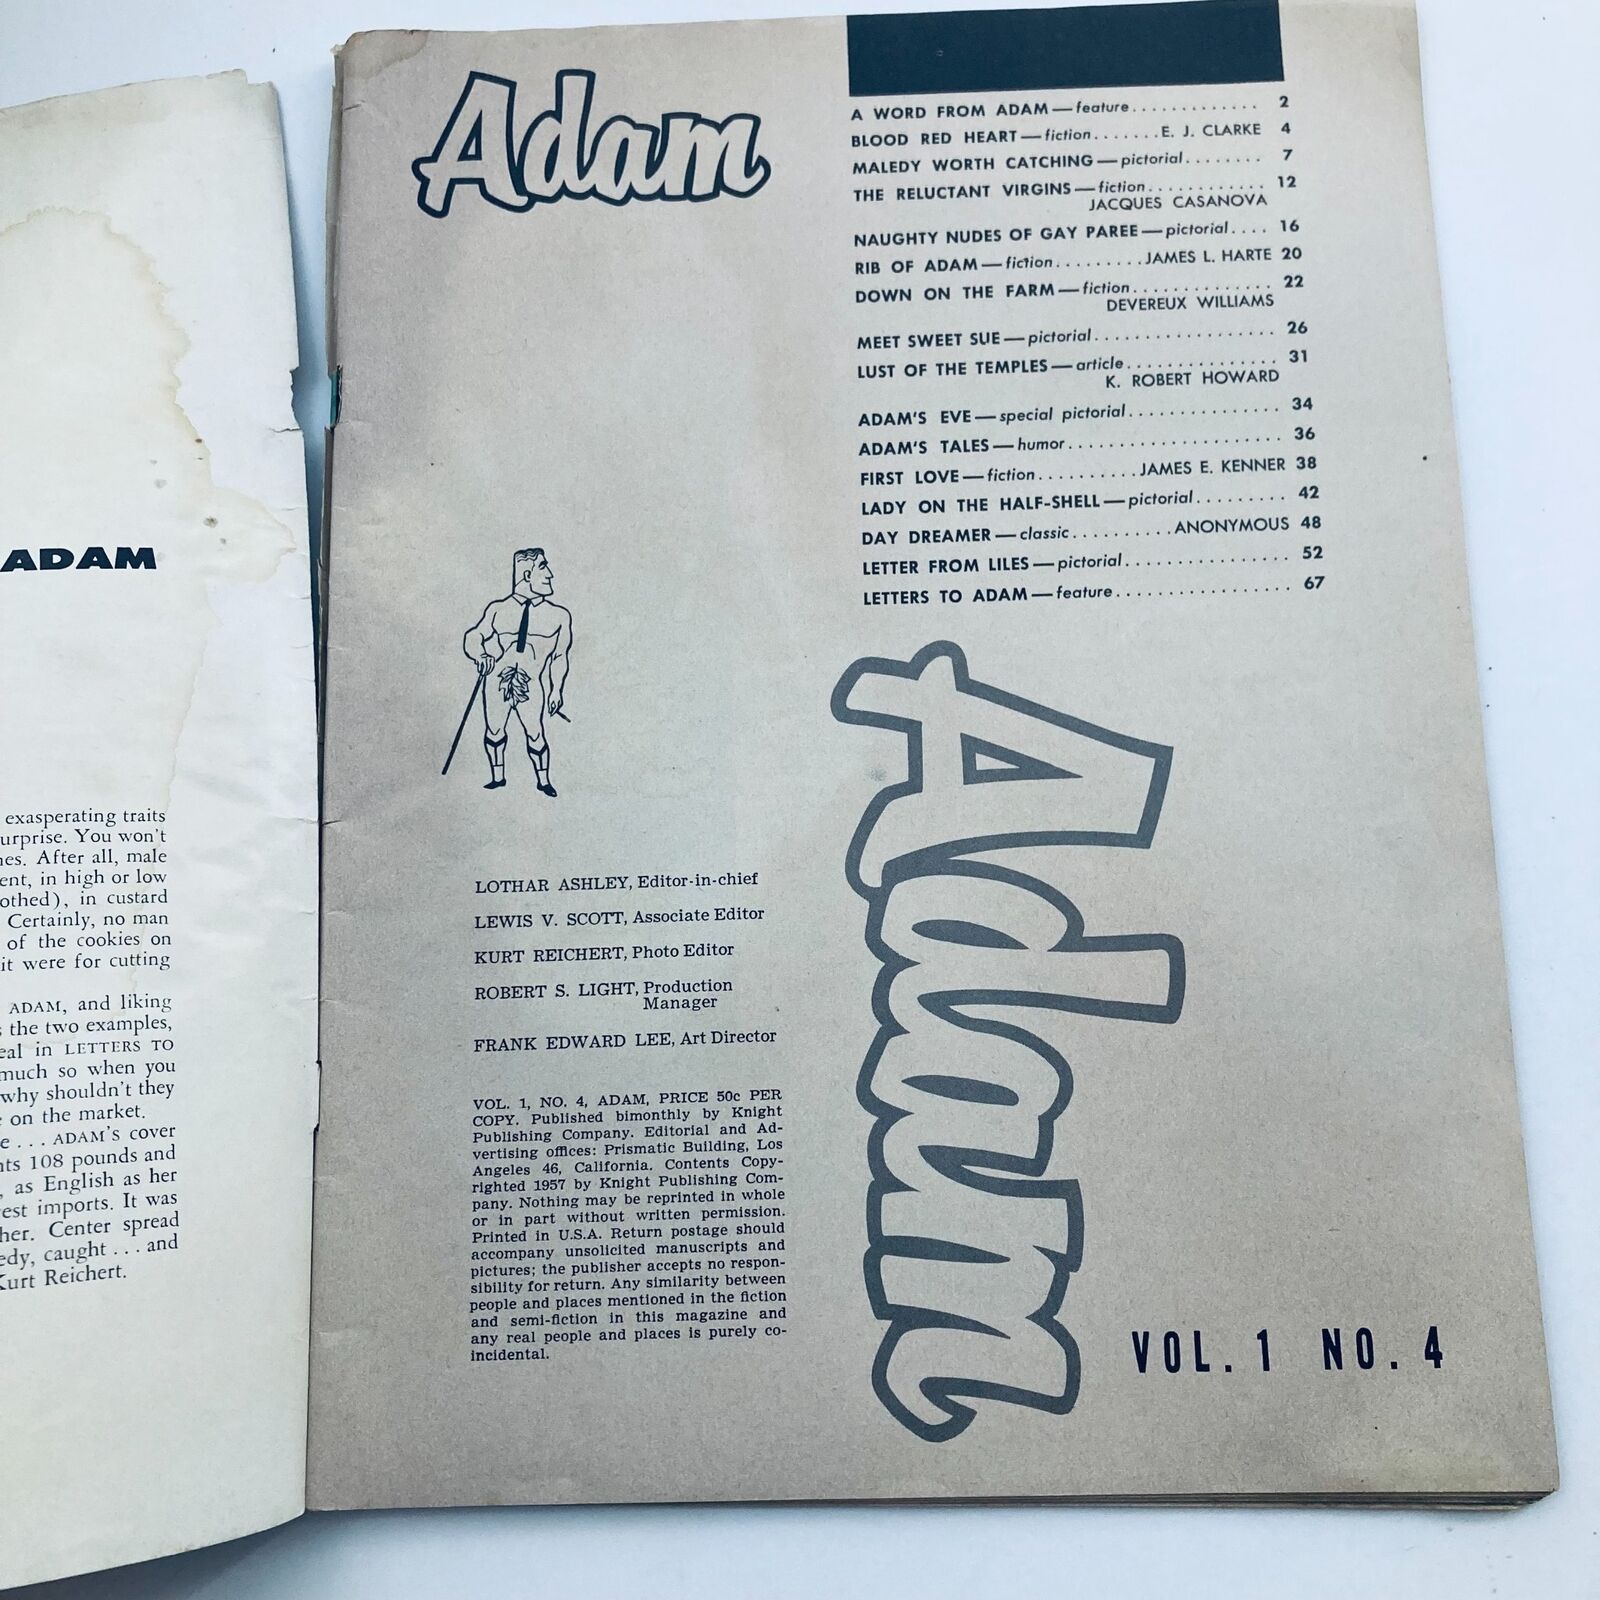 ADAM
exasperating traits
urprise. You won't
nes. After all, male
ent, in high or low
othed), in custard
Certainly, no man
of the cookies on
it were for cutting
ADAM, and liking
s the two examples,
eal in LETTERS TO
much so when you
why shouldn't they
e on the market.
e . . . ADAM'S cover
nts 108 pounds and
, as English as her
est imports. It was
her. Center spread
edy, caught . . . and
Kurt Reichert.
Adam
A WORD FROM ADAM — feature . . . . . . . . . . . . . 2
BLOOD RED HEART — fiction . . . . . . . E. J. CLARKE 4
MALEDY WORTH CATCHING — pictorial . . . . . . . . 7
THE RELUCTANT VIRGINS — fiction . . . . . . . . . . . . 12
JACQUES CASANOVA
NAUGHTY NUDES OF GAY PAREE — pictorial . . . . 16
RIB OF ADAM — fiction . . . . . . . . . JAMES L. HARTE 20
DOWN ON THE FARM — fiction . . . . . . . . . . . . . . 22
DEVEREUX WILLIAMS
MEET SWEET SUE — pictorial . . . . . . . . . . . . . . . . . . 26
LUST OF THE TEMPLES — article . . . . . . . . . . . . . . . 31
K. ROBERT HOWARD
ADAM'S EVE — special pictorial . . . . . . . . . . . . . . . 34
ADAM'S TALES — humor . . . . . . . . . . . . . . . . . . . . . 36
FIRST LOVE — fiction . . . . . . . . . . JAMES E. KENNER 38
LADY ON THE HALF-SHELL — pictorial . . . . . . . . . 42
DAY DREAMER — classic . . . . . . . . . . ANONYMOUS 48
LETTER FROM LILES — pictorial . . . . . . . . . . . . . . . . 52
LETTERS TO ADAM — feature . . . . . . . . . . . . . . . . . 67
LOTHAR ASHLEY, Editor-in-chief
LEWIS V. SCOTT, Associate Editor
KURT REICHERT, Photo Editor
ROBERT S. LIGHT, Production
Manager
FRANK EDWARD LEE, Art Director
VOL. 1, NO. 4, ADAM, PRICE 50c PER
COPY. Published bimonthly by Knight
Publishing Company. Editorial and Ad-
vertising offices: Prismatic Building, Los
Angeles 46, California. Contents Copy-
righted 1957 by Knight Publishing Com-
pany. Nothing may be reprinted in whole
or in part without written permission.
Printed in U.S.A. Return postage should
accompany unsolicited manuscripts and
pictures; the publisher accepts no respon-
sibility for return. Any similarity between
people and places mentioned in the fiction
and semi-fiction in this magazine and
any real people and places is purely co-
incidental.
Adam
VOL. 1 NO. 4